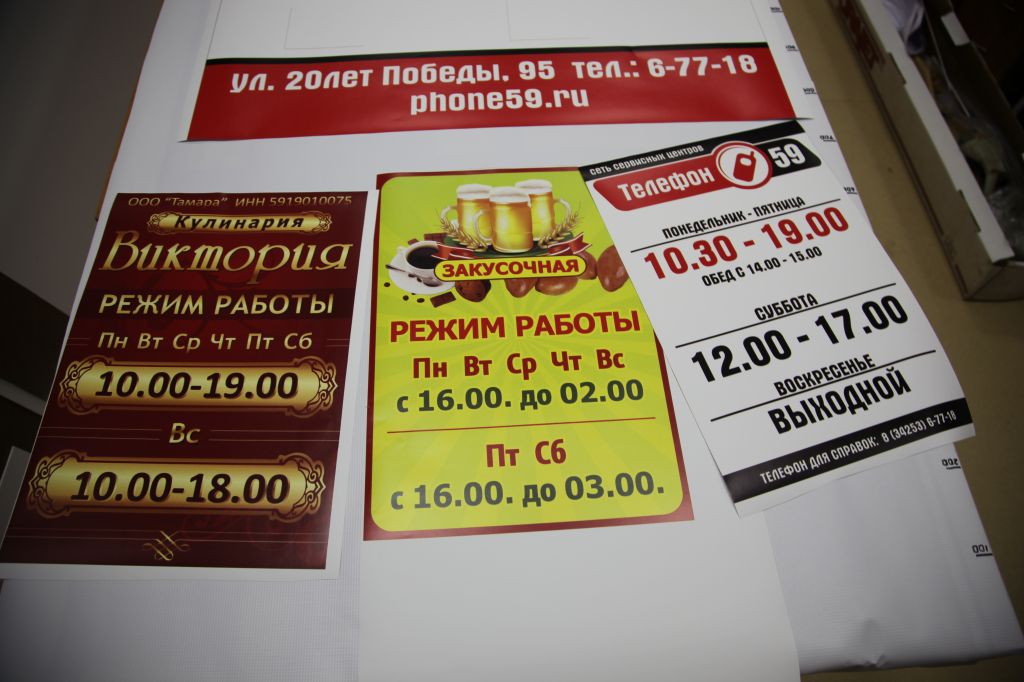 ул. 20лет Победы, 95 тел.: 6-77-18
phone59.ru
ООО "Тамара" ИНН 5919010075
Кулинария
Виктория
РЕЖИМ РАБОТЫ
Пн Вт Ср Чт Пт Сб
10.00-19.00
Вс
10.00-18.00
ЗАКУСОЧНАЯ
РЕЖИМ РАБОТЫ
Пн Вт Ср Чт Вс
с 16.00. до 02.00
Пт Сб
с 16.00. до 03.00.
сеть сервисных центров
Телефон 59
ПОНЕДЕЛЬНИК - ПЯТНИЦА
10.30 - 19.00
ОБЕД С 14.00 - 15.00
СУББОТА
12.00 - 17.00
ВОСКРЕСЕНЬЕ
ВЫХОДНОЙ
ТЕЛЕФОН ДЛЯ СПРАВОК: 8 (34253) 6-77-18